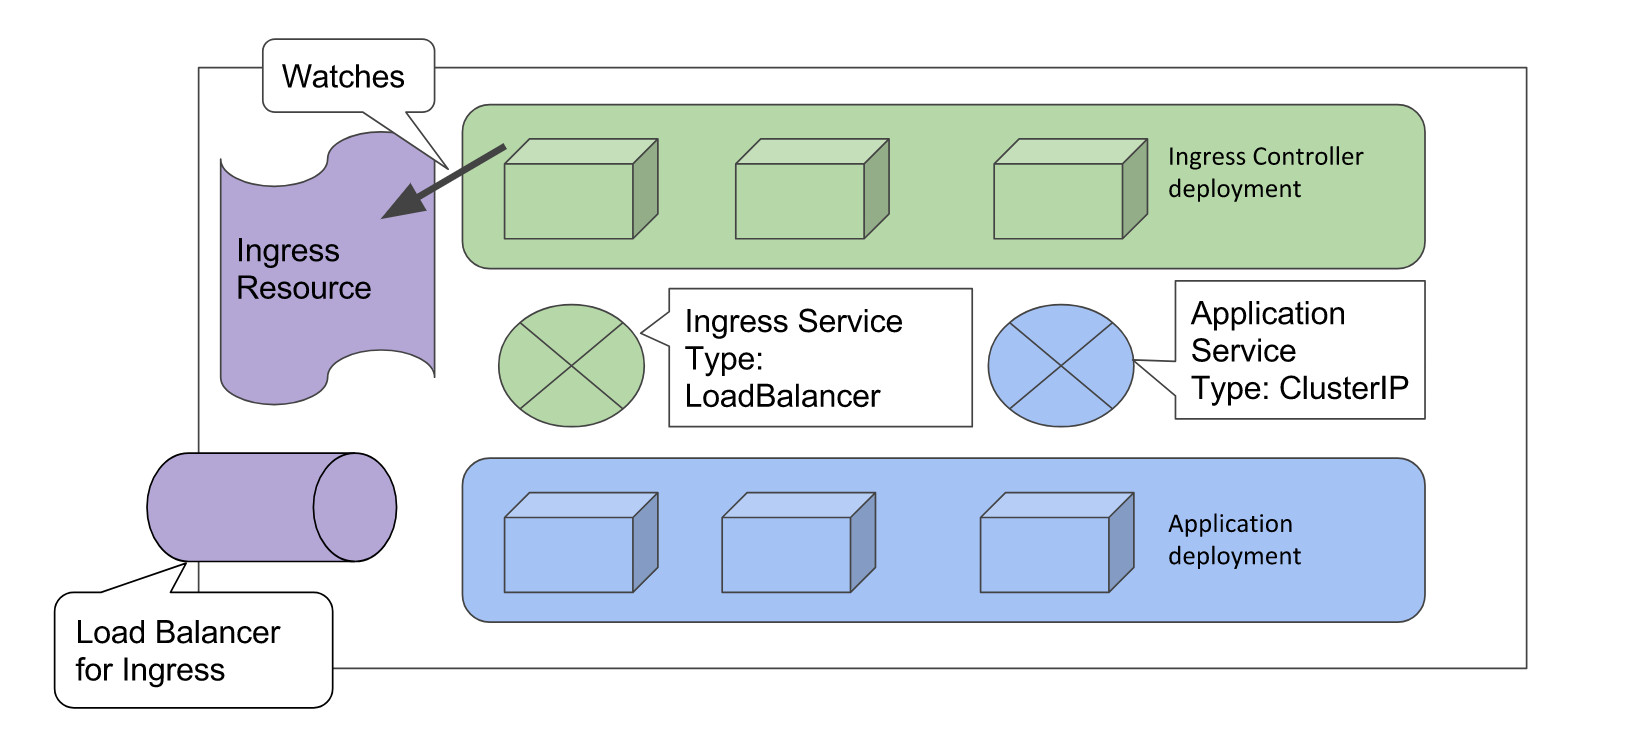 Watches
Ingress Controller
deployment
Ingress
Resource
Ingress Service
Type:
LoadBalancer
Application
Service
Type: ClusterIP
Application
deployment
Load Balancer
for Ingress